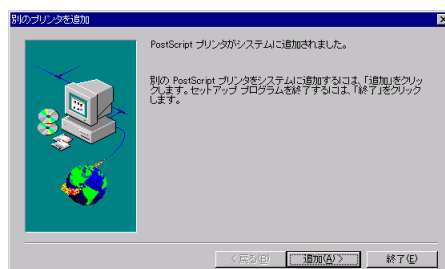 別のプリンタを追加
PostScript プリンタがシステムに追加されました。
別の PostScript プリンタをシステムに追加するには、「追加」をクリッ
クします。セットアップ プログラムを終了するには、「終了」をクリック
します。
< 戻る(B)
追加(A) >
終了(E)